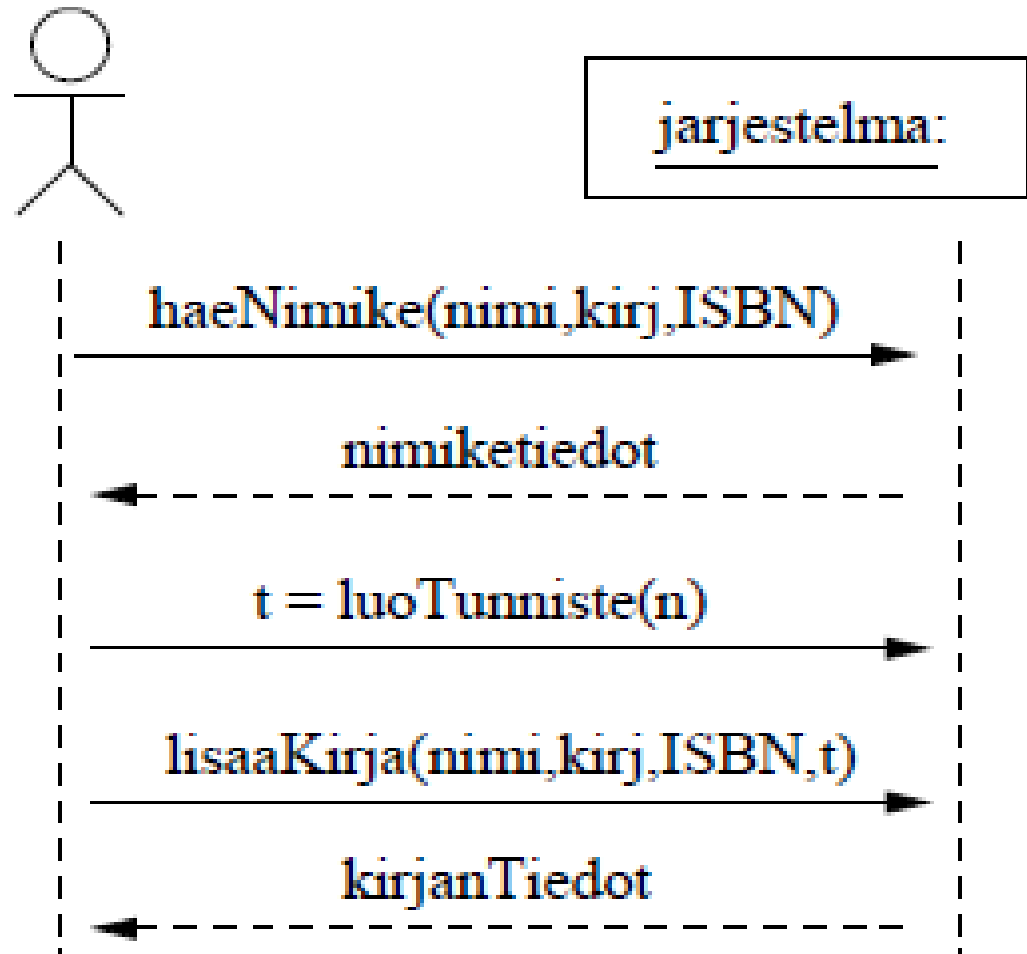 jarjestelma:
haeNimike(nimi,kirj,ISBN)
nimiketiedot
t = luoTunniste(n)
lisaaKirja(nimi,kirj,ISBN,t)
kirjanTiedot